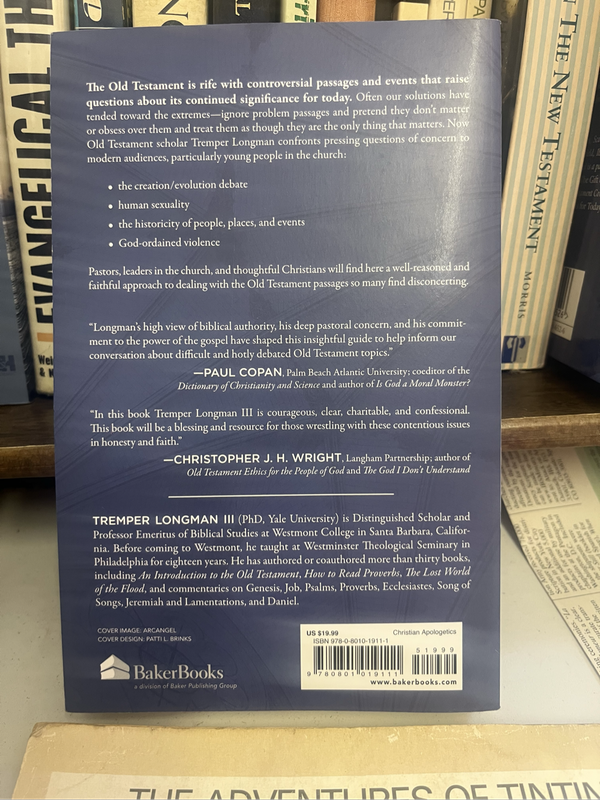 EVANGELICAL TH
THE NEW TESTAMENT
MORRIS
The Old Testament is rife with controversial passages and events that raise
questions about its continued significance for today. Often our solutions have
tended toward the extremes—ignore problem passages and pretend they don't matter
or obsess over them and treat them as though they are the only thing that matters. Now
Old Testament scholar Tremper Longman confronts pressing questions of concern to
modern audiences, particularly young people in the church:
• the creation/evolution debate
• human sexuality
• the historicity of people, places, and events
• God-ordained violence
Pastors, leaders in the church, and thoughtful Christians will find here a well-reasoned and
faithful approach to dealing with the Old Testament passages so many find disconcerting.
"Longman's high view of biblical authority, his deep pastoral concern, and his commit-
ment to the power of the gospel have shaped this insightful guide to help inform our
conversation about difficult and hotly debated Old Testament topics."
—PAUL COPAN, Palm Beach Atlantic University; coeditor of the
Dictionary of Christianity and Science and author of Is God a Moral Monster?
"In this book Tremper Longman III is courageous, clear, charitable, and confessional.
This book will be a blessing and resource for those wrestling with these contentious issues
in honesty and faith."
—CHRISTOPHER J. H. WRIGHT, Langham Partnership; author of
Old Testament Ethics for the People of God and The God I Don't Understand
TREMPER LONGMAN III (PhD, Yale University) is Distinguished Scholar and
Professor Emeritus of Biblical Studies at Westmont College in Santa Barbara, Califor-
nia. Before coming to Westmont, he taught at Westminster Theological Seminary in
Philadelphia for eighteen years. He has authored or coauthored more than thirty books,
including An Introduction to the Old Testament, How to Read Proverbs, The Lost World
of the Flood, and commentaries on Genesis, Job, Psalms, Proverbs, Ecclesiastes, Song of
Songs, Jeremiah and Lamentations, and Daniel.
COVER IMAGE: ARCANGEL
COVER DESIGN: PATTI L. BRINKS
BakerBooks
a division of Baker Publishing Group
US $19.99 Christian Apologetics
ISBN 978-0-8010-1911-1
51999
9 780801 019111
www.bakerbooks.com
THE ADVENTURES OF TINTIN